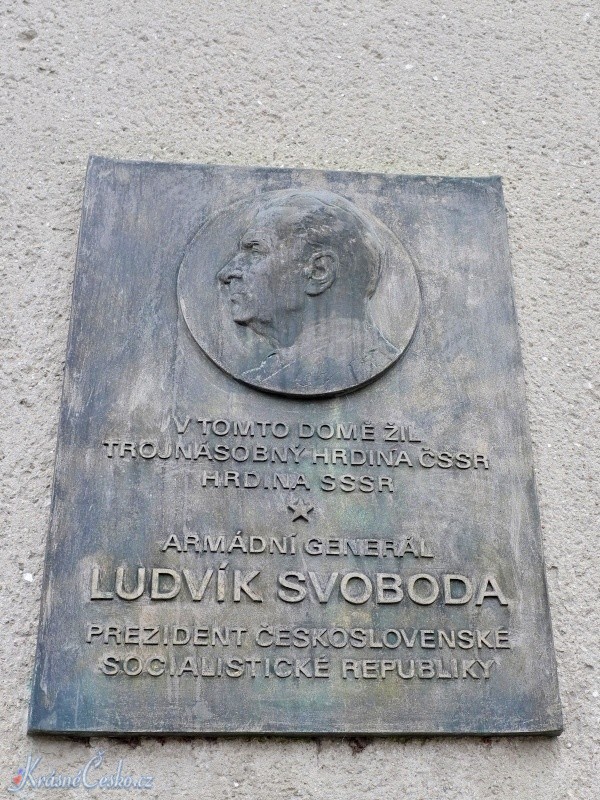 V TOMTO DOMĚ ŽIL
TROJNÁSOBNÝ HRDINA ČSSR
HRDINA SSSR
ARMÁDNÍ GENERÁL
LUDVÍK SVOBODA
PREZIDENT ČESKOSLOVENSKÉ
SOCIALISTICKÉ REPUBLIKY
KrásnéČesko.cz